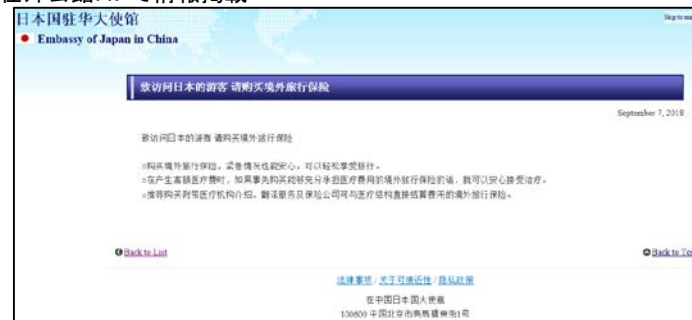 日本国驻华大使馆
Embassy of Japan in China
致访问日本的游客 请购买境外旅行保险
September 7, 2018
致访问日本的游客 请购买境外旅行保险
○购买境外旅行保险，紧急情况也能安心，可以轻松享受旅行。
○在产生高额医疗费时，如果事先购买能够充分承担医疗费用的境外旅行保险的话，就可以安心接受治疗。
○推荐购买附带医疗机构介绍、翻译服务及保险公司可与医疗结构直接结算费用的境外旅行保险。
Back to List
法律事项 / 关于可接近性 / 隐私政策
在中国日本国大使馆